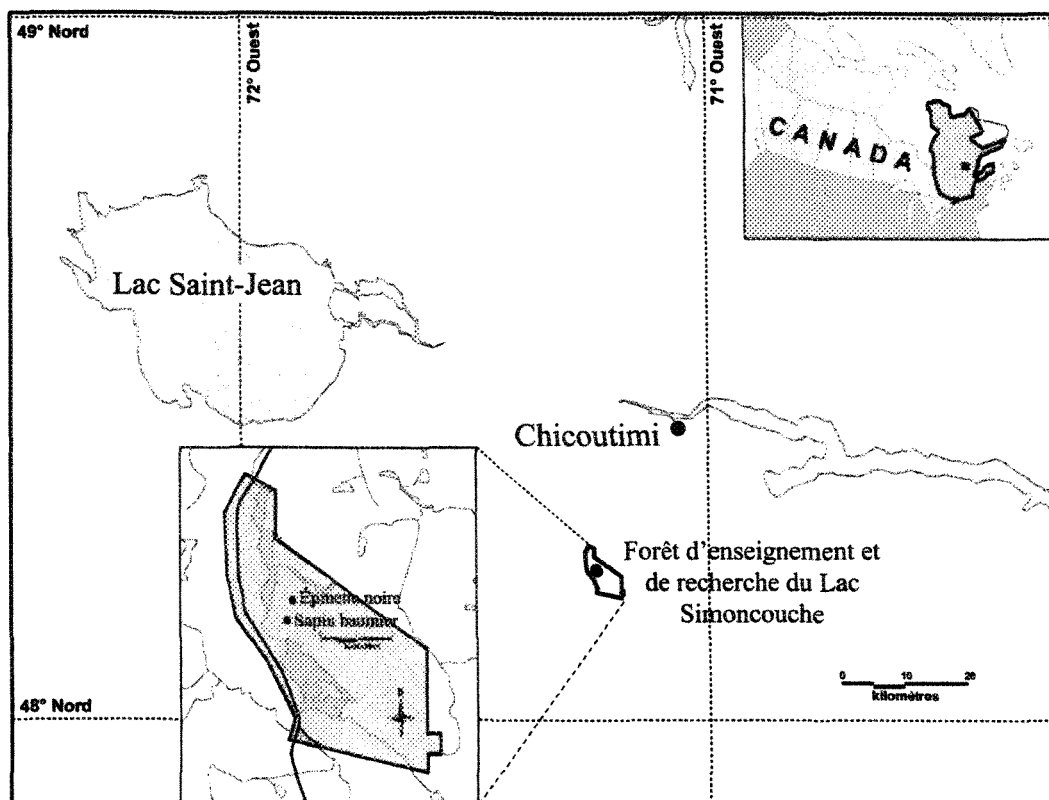 49° Nord
72° Ouest
71° Ouest
CANADA
Lac Saint-Jean
Chicoutimi
Forêt d'enseignement et
de recherche du Lac
Simoncouche
Épinette noire
Sapin baumier
0 10 20
kilomètres
48° Nord